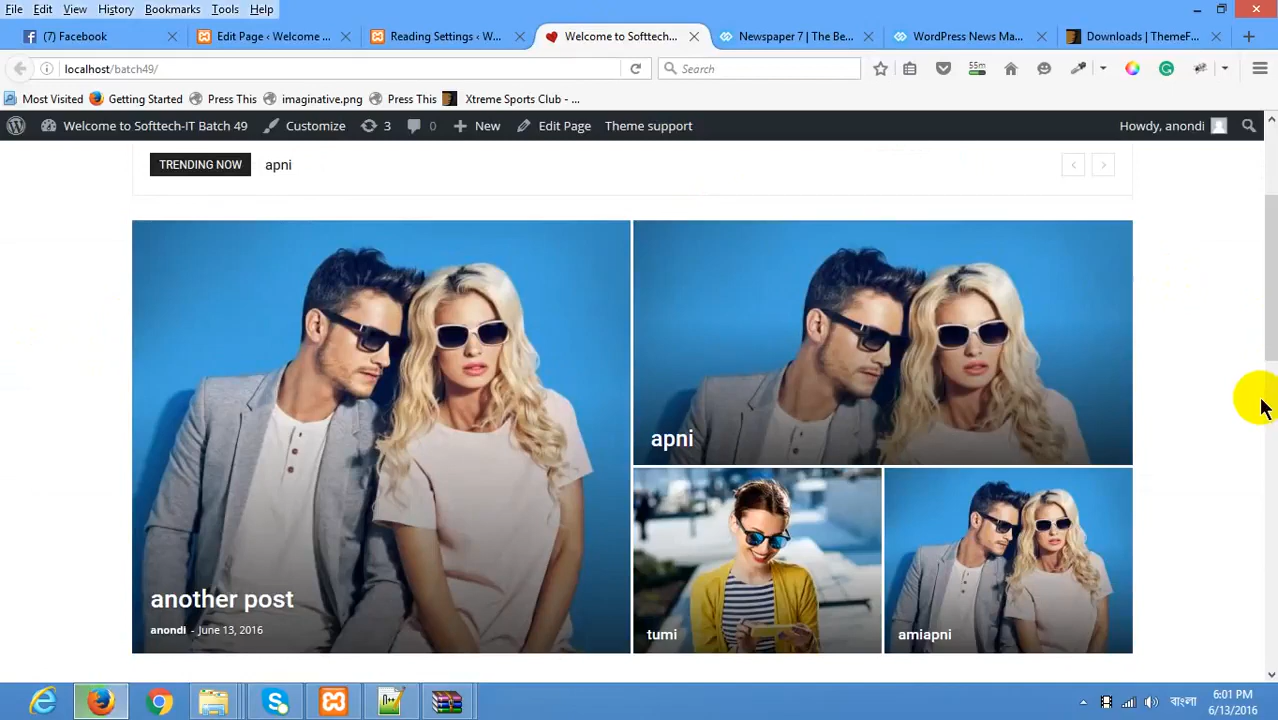 File Edit View History Bookmarks Tools Help
(7) Facebook
Edit Page ‹ Welcome ...
Reading Settings ‹ W...
Welcome to Softtech...
Newspaper 7 | The Be...
WordPress News Ma...
Downloads | ThemeF...
localhost/batch49/
Search
55m
Most Visited Getting Started Press This imaginative.png Press This Xtreme Sports Club - ...
Welcome to Softtech-IT Batch 49 Customize 3 0 New Edit Page Theme support Howdy, anondi
TRENDING NOW apni
apni
another post
anondi - June 13, 2016
tumi
amiapni
বাংলা
6:01 PM
6/13/2016